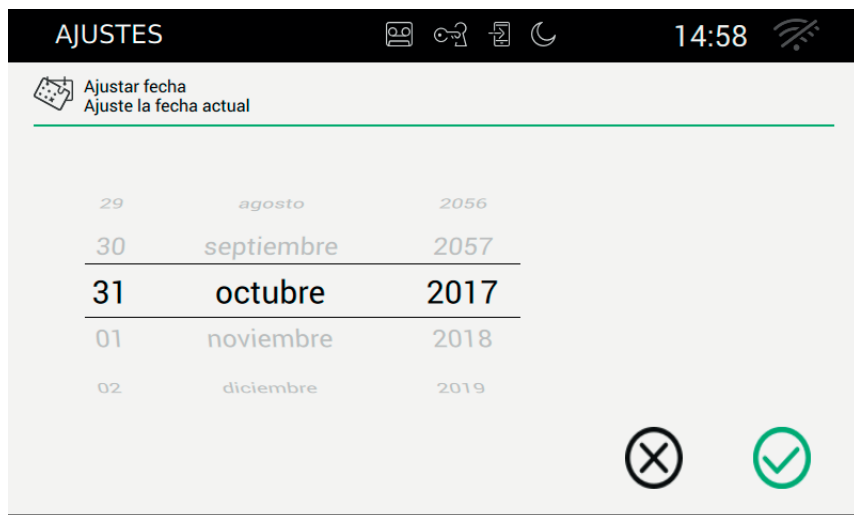 AJUSTES 14:58
Ajustar fecha
Ajuste la fecha actual
29 agosto 2056
30 septiembre 2057
31 octubre 2017
01 noviembre 2018
02 diciembre 2019